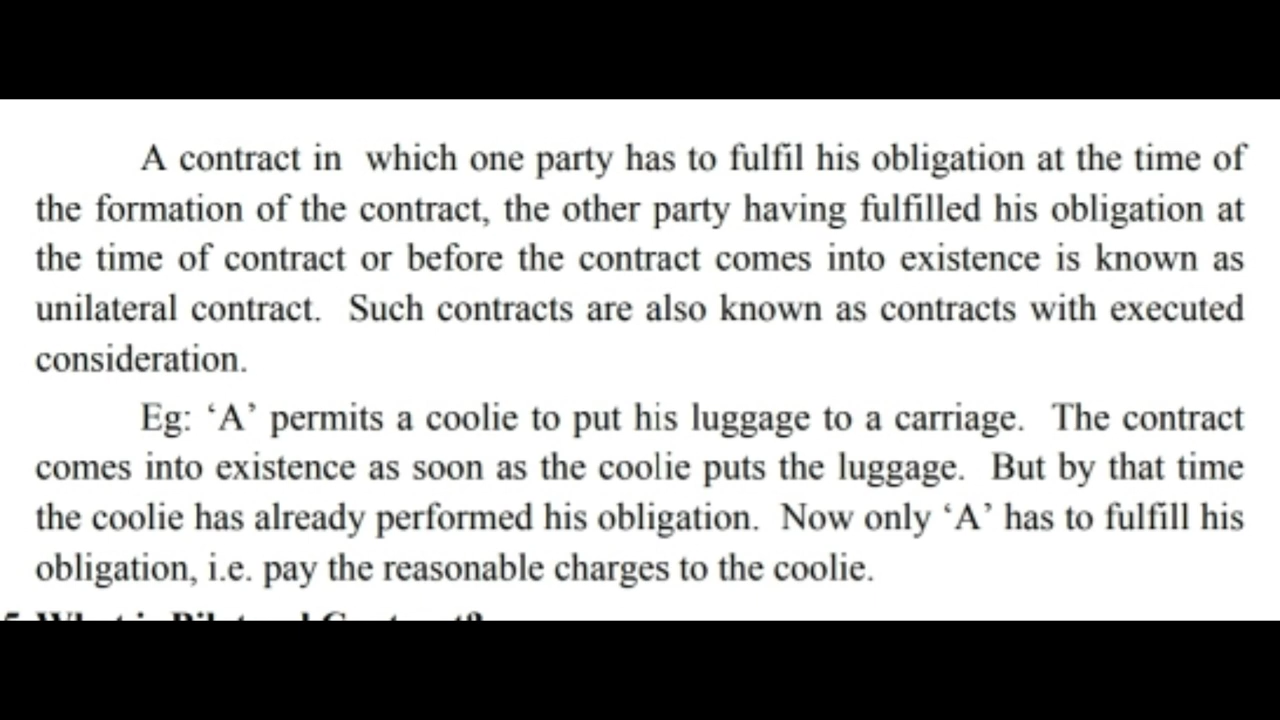 A contract in which one party has to fulfil his obligation at the time of
the formation of the contract, the other party having fulfilled his obligation at
the time of contract or before the contract comes into existence is known as
unilateral contract. Such contracts are also known as contracts with executed
consideration.
Eg: ‘A’ permits a coolie to put his luggage to a carriage. The contract
comes into existence as soon as the coolie puts the luggage. But by that time
the coolie has already performed his obligation. Now only ‘A’ has to fulfill his
obligation, i.e. pay the reasonable charges to the coolie.